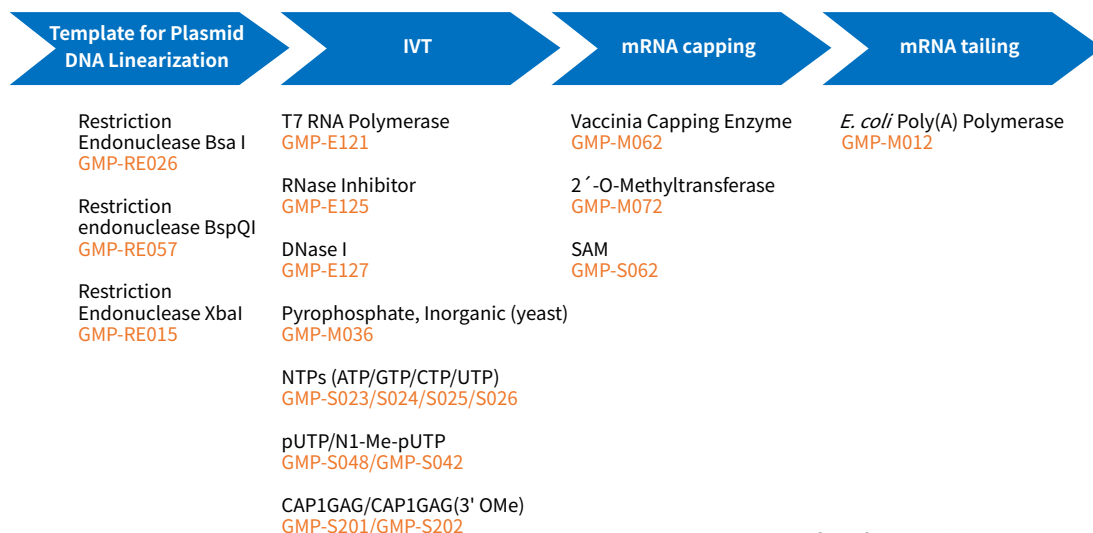 Template for Plasmid
DNA Linearization
IVT
mRNA capping
mRNA tailing
Restriction
Endonuclease Bsa I
GMP-RE026
Restriction
endonuclease BspQI
GMP-RE057
Restriction
Endonuclease XbaI
GMP-RE015
T7 RNA Polymerase
GMP-E121
RNase Inhibitor
GMP-E125
DNase I
GMP-E127
Pyrophosphate, Inorganic (yeast)
GMP-M036
NTPs (ATP/GTP/CTP/UTP)
GMP-S023/S024/S025/S026
pUTP/N1-Me-pUTP
GMP-S048/GMP-S042
CAP1GAG/CAP1GAG(3' OMe)
GMP-S201/GMP-S202
Vaccinia Capping Enzyme
GMP-M062
2´-O-Methyltransferase
GMP-M072
SAM
GMP-S062
E. coli Poly(A) Polymerase
GMP-M012